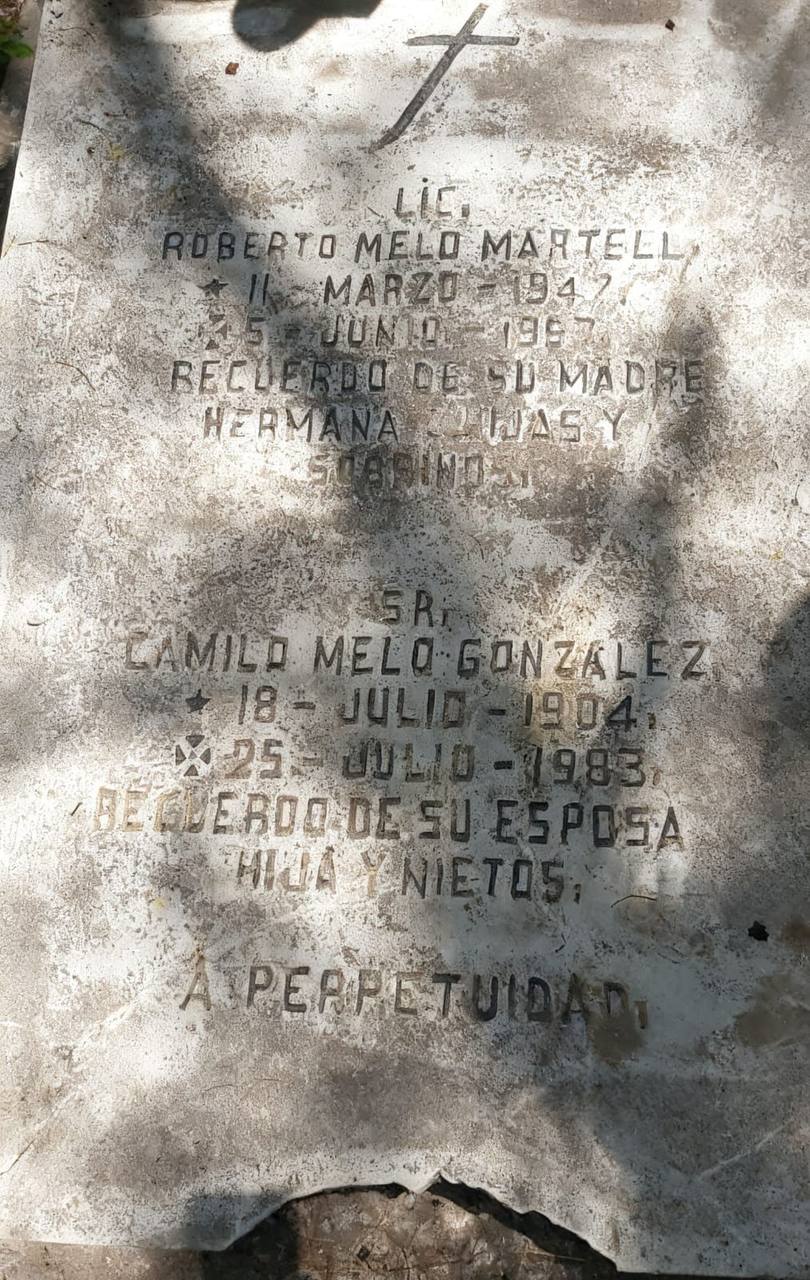 LIC.
ROBERTO MELO MARTELL.
11 - MARZO - 1947.
5 - JUNIO -
RECUERDO DE SU MADRE
HERMANA HIJAS Y
SOBRINOS.
SR.
CAMILO MELO GONZALEZ
18 - JULIO - 1904.
25 - JULIO - 1983.
RECUERDO DE SU ESPOSA
HIJA Y NIETOS.
A PERPETUIDAD.